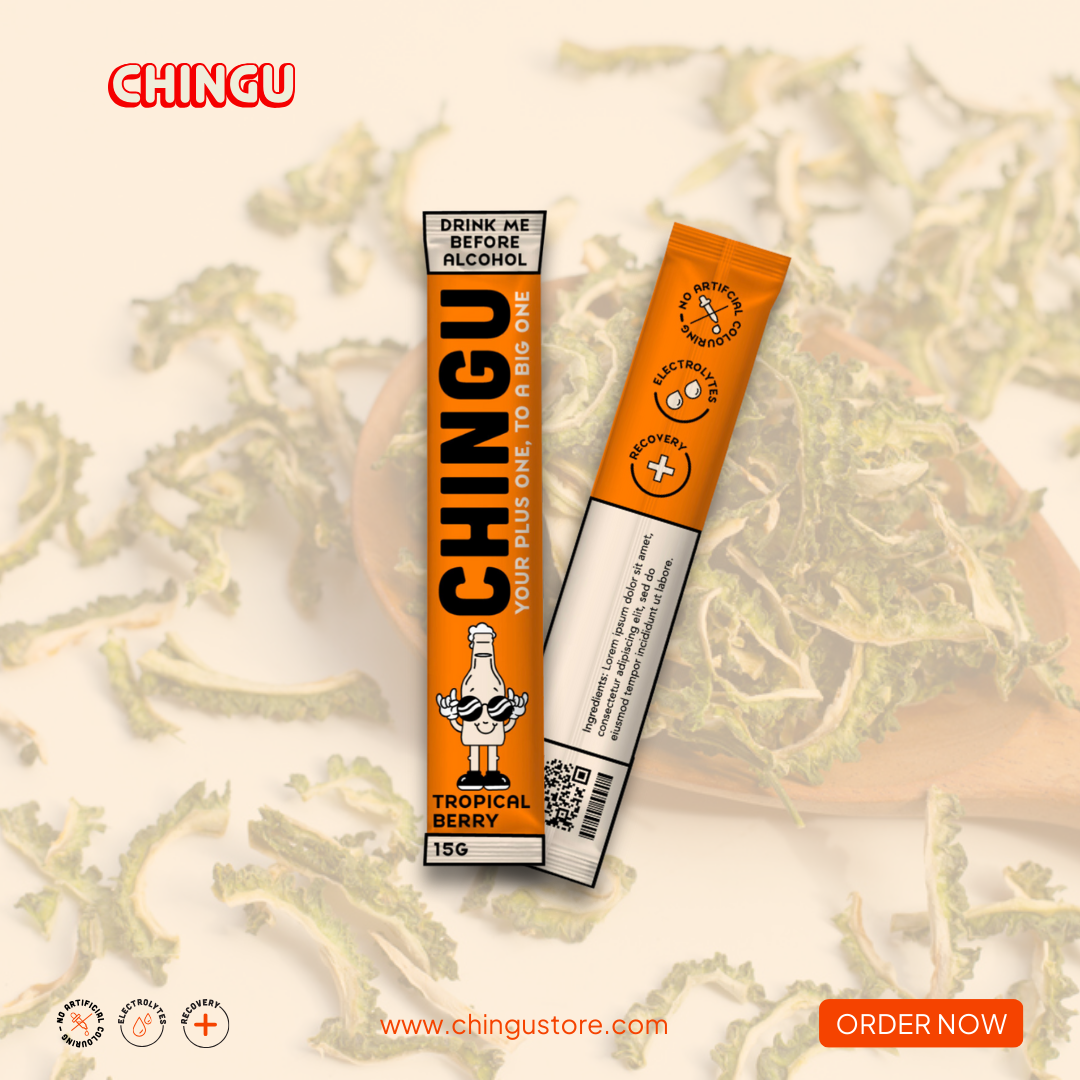 CHINGU
DRINK ME
BEFORE
ALCOHOL
CHINGU
YOUR PLUS ONE, TO A BIG ONE
TROPICAL
BERRY
15G
NO ARTIFCIAL COLOURING
ELECTROLYTES
RECOVERY
Ingredients: Lorem ipsum dolor sit amet,
consectetur adipiscing elit, sed do
eiusmod tempor incididunt ut labore.
NO ARTIFICIAL COLOURING
ELECTROLYTES
RECOVERY
www.chingustore.com
ORDER NOW